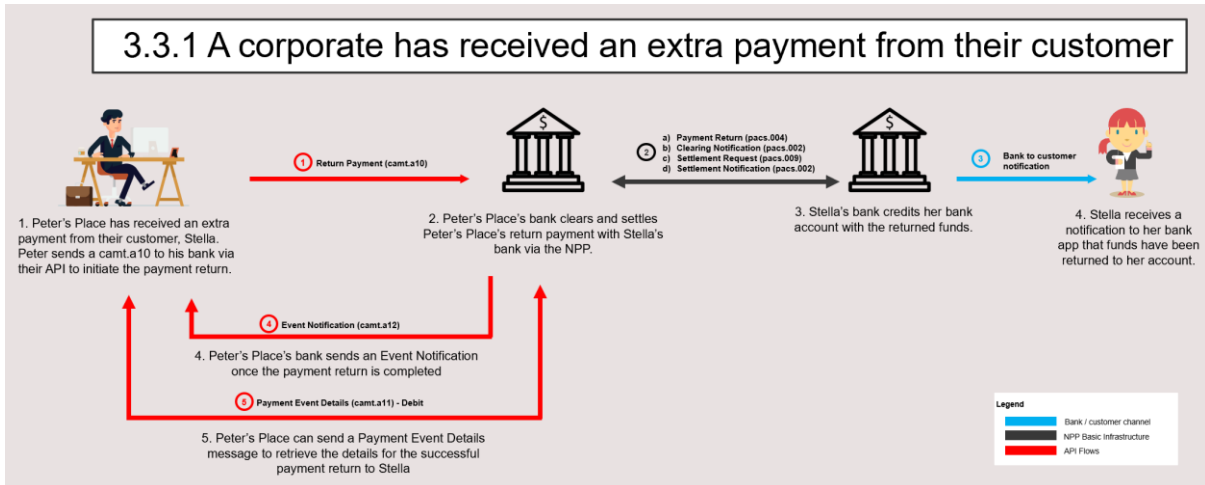 3.3.1 A corporate has received an extra payment from their customer
$
$
1 Return Payment (camt.a10)
2
a) Payment Return (pacs.004)
b) Clearing Notification (pacs.002)
c) Settlement Request (pacs.009)
d) Settlement Notification (pacs.002)
3 Bank to customer
notification
1. Peter's Place has received an extra
payment from their customer, Stella.
Peter sends a camt.a10 to his bank via
their API to initiate the payment return.
2. Peter's Place's bank clears and settles
Peter's Place's return payment with Stella's
bank via the NPP.
3. Stella's bank credits her bank
account with the returned funds.
4. Stella receives a
notification to her bank
app that funds have been
returned to her account.
4 Event Notification (camt.a12)
4. Peter's Place's bank sends an Event Notification
once the payment return is completed
5 Payment Event Details (camt.a11) - Debit
5. Peter's Place can send a Payment Event Details
message to retrieve the details for the successful
payment return to Stella
Legend
Bank / customer channel
NPP Basic Infrastructure
API Flows